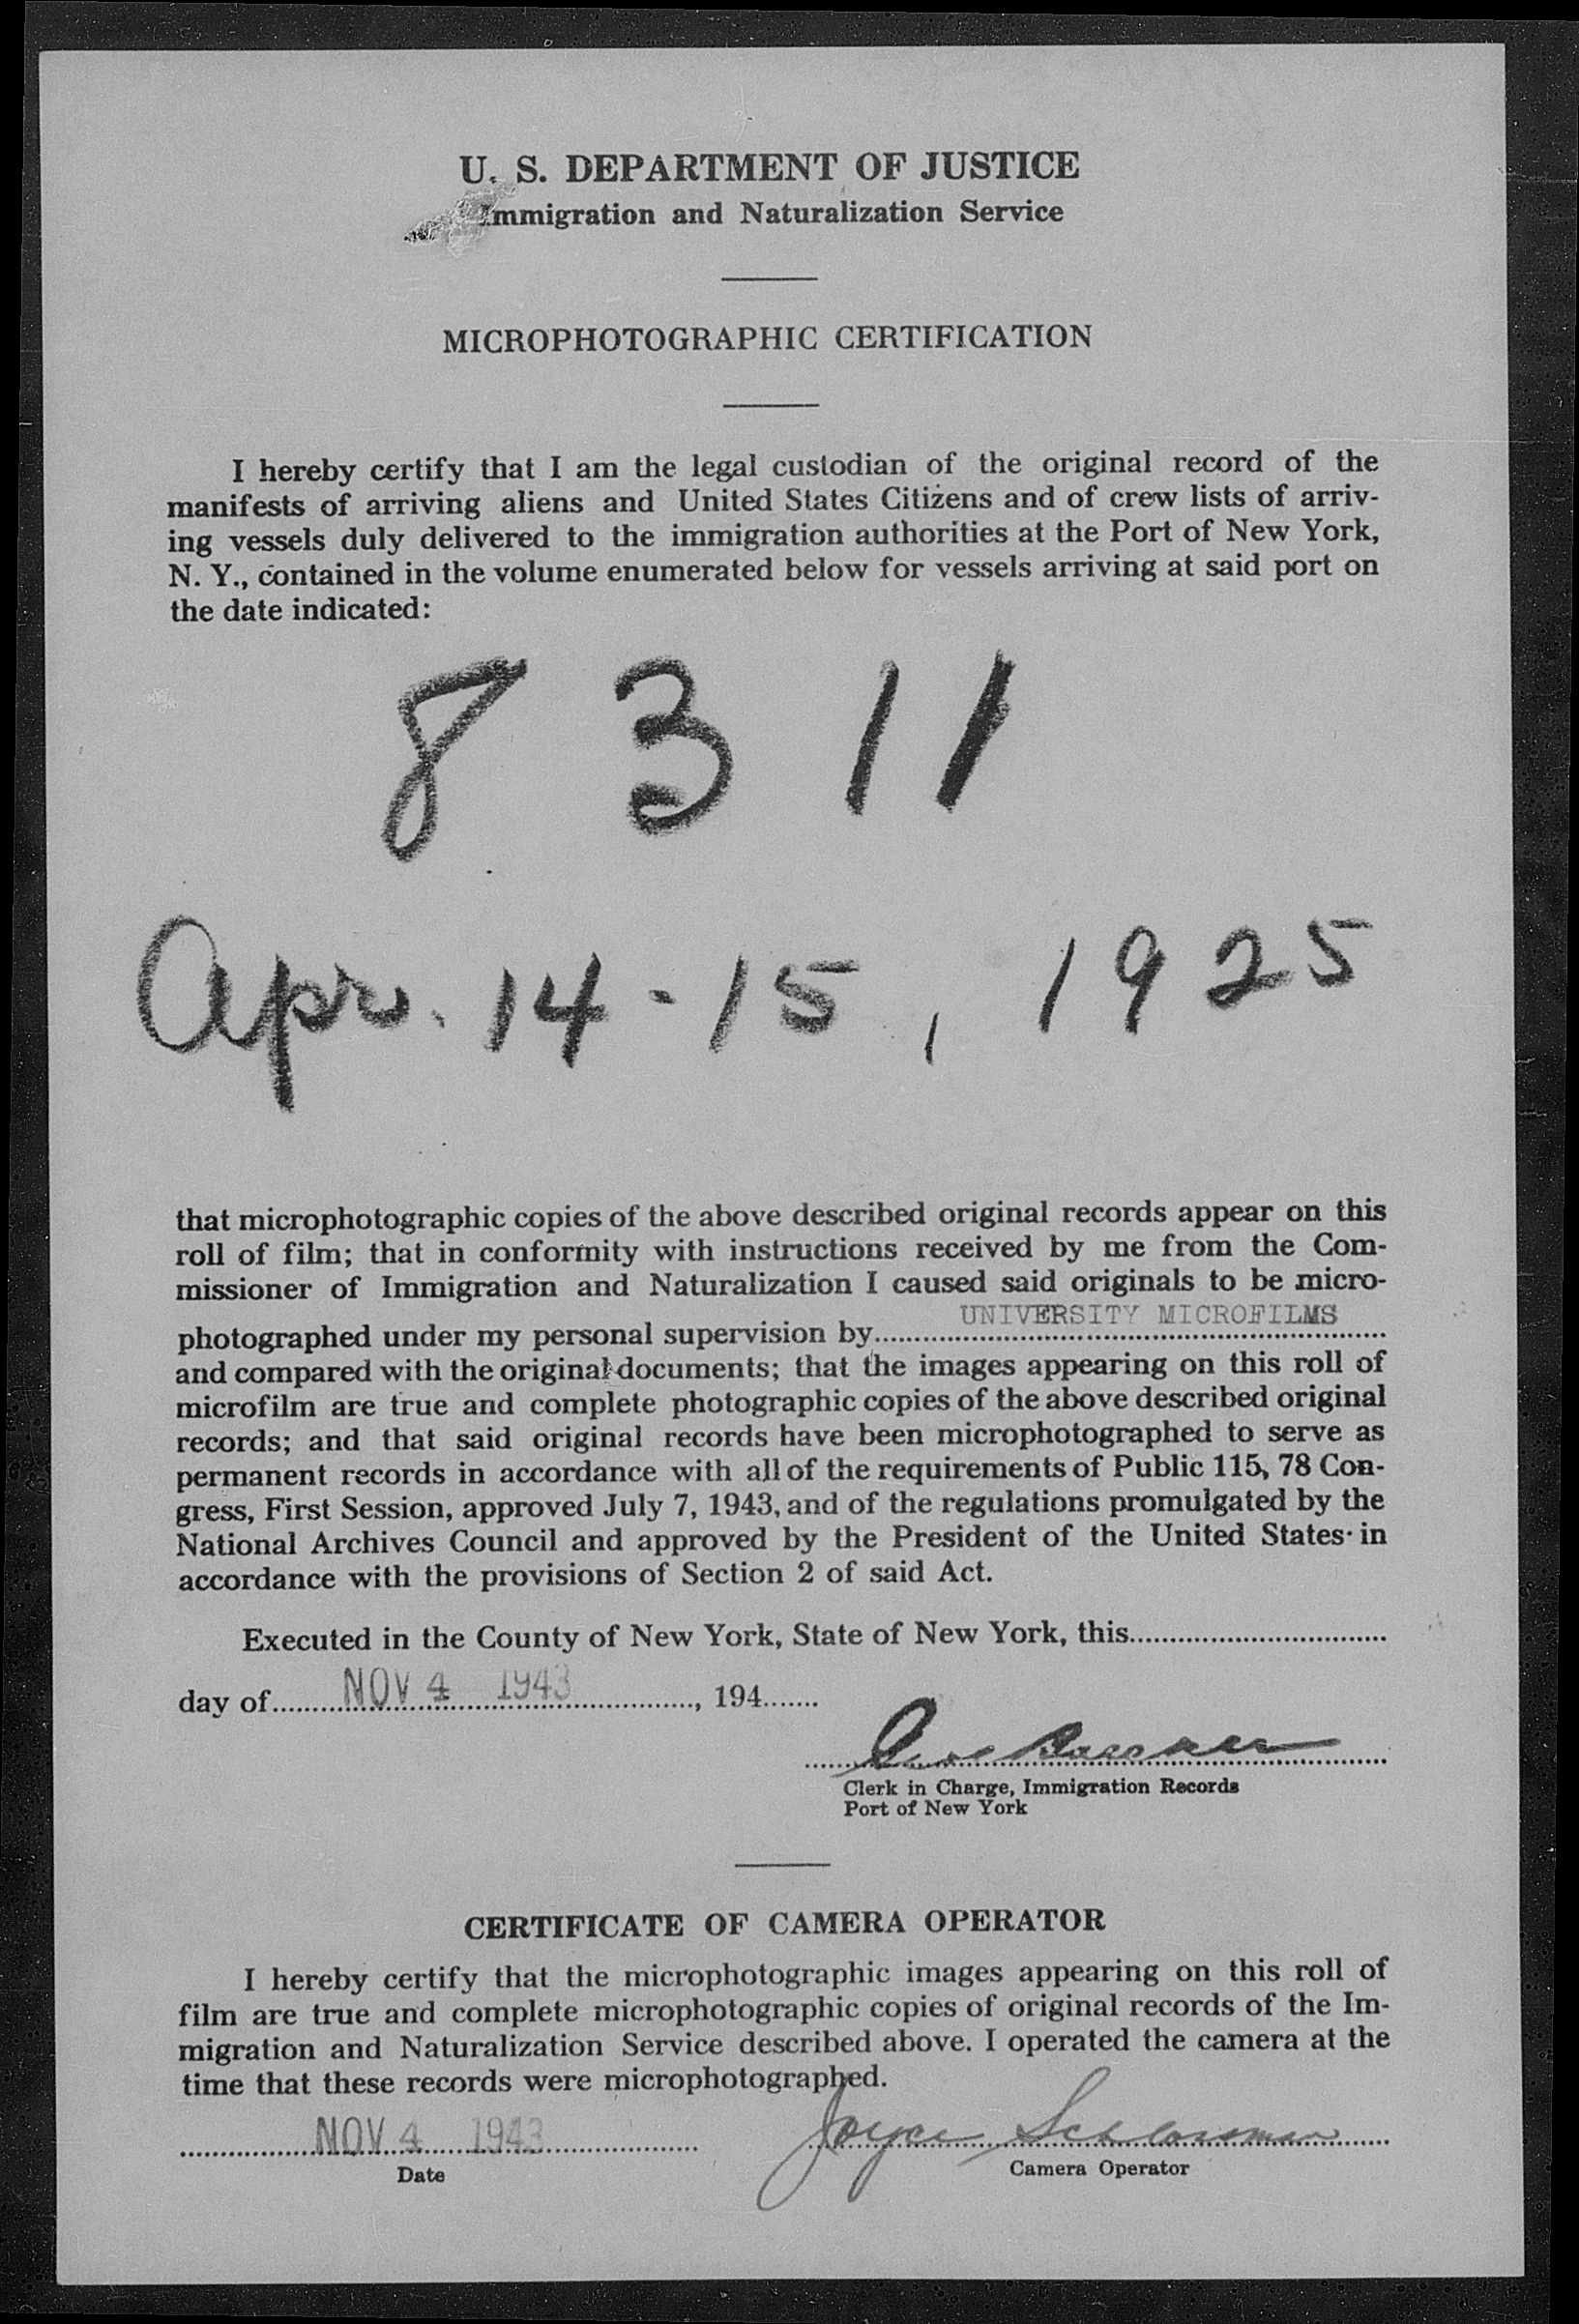 U. S. DEPARTMENT OF JUSTICE
Immigration and Naturalization Service
MICROPHOTOGRAPHIC CERTIFICATION
I hereby certify that I am the legal custodian of the original record of the
manifests of arriving aliens and United States Citizens and of crew lists of arriv-
ing vessels duly delivered to the immigration authorities at the Port of New York,
N. Y., contained in the volume enumerated below for vessels arriving at said port on
the date indicated:
8 3 1 1
Apr. 14 - 15, 1925
that microphotographic copies of the above described original records appear on this
roll of film; that in conformity with instructions received by me from the Com-
missioner of Immigration and Naturalization I caused said originals to be micro-
UNIVERSITY MICROFILMS
photographed under my personal supervision by
and compared with the original documents; that the images appearing on this roll of
microfilm are true and complete photographic copies of the above described original
records; and that said original records have been microphotographed to serve as
permanent records in accordance with all of the requirements of Public 115, 78 Con-
gress, First Session, approved July 7, 1943, and of the regulations promulgated by the
National Archives Council and approved by the President of the United States in
accordance with the provisions of Section 2 of said Act.
Executed in the County of New York, State of New York, this
day of NOV 4 1943, 194
Clerk in Charge, Immigration Records
Port of New York
CERTIFICATE OF CAMERA OPERATOR
I hereby certify that the microphotographic images appearing on this roll of
film are true and complete microphotographic copies of original records of the Im-
migration and Naturalization Service described above. I operated the camera at the
time that these records were microphotographed.
NOV 4 1943 Joyce Schlossman
Date Camera Operator